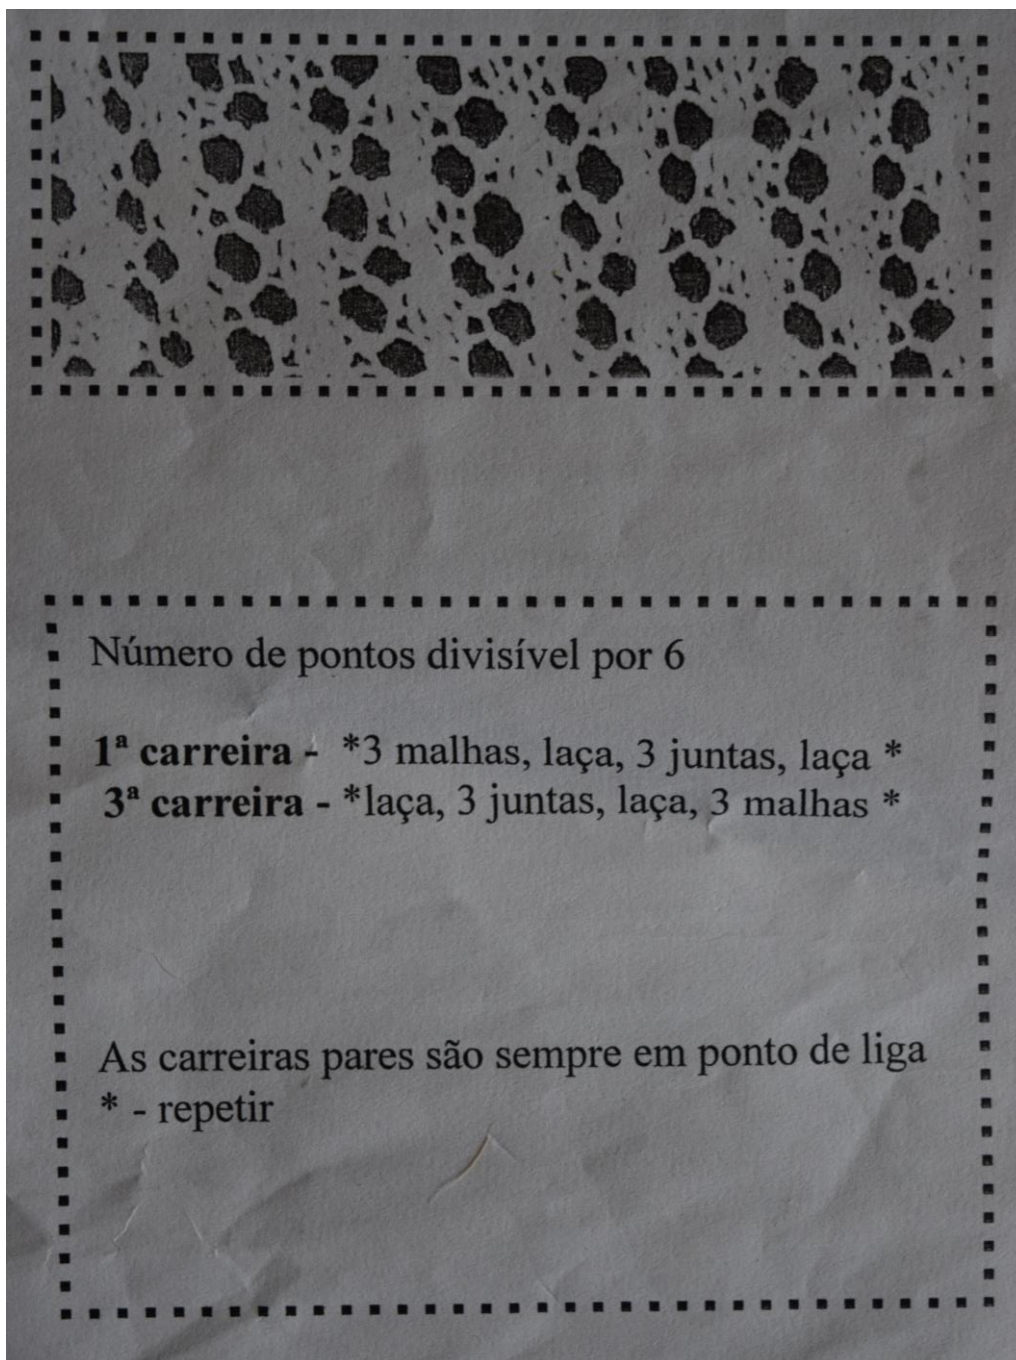 Número de pontos divisível por 6
1ª carreira - *3 malhas, laça, 3 juntas, laça *
3ª carreira - *laça, 3 juntas, laça, 3 malhas *
As carreiras pares são sempre em ponto de liga
* - repetir